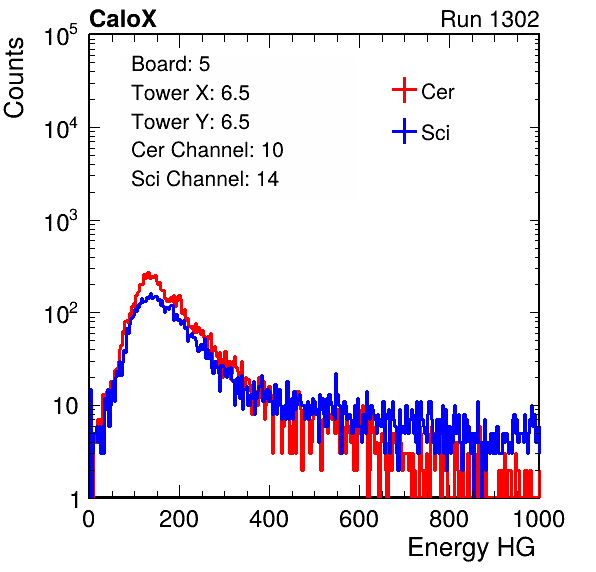 CaloX
Run 1302
Counts
10^5
10^4
10^3
10^2
10
1
Board: 5
Tower X: 6.5
Tower Y: 6.5
Cer Channel: 10
Sci Channel: 14
Cer
Sci
0 200 400 600 800 1000
Energy HG